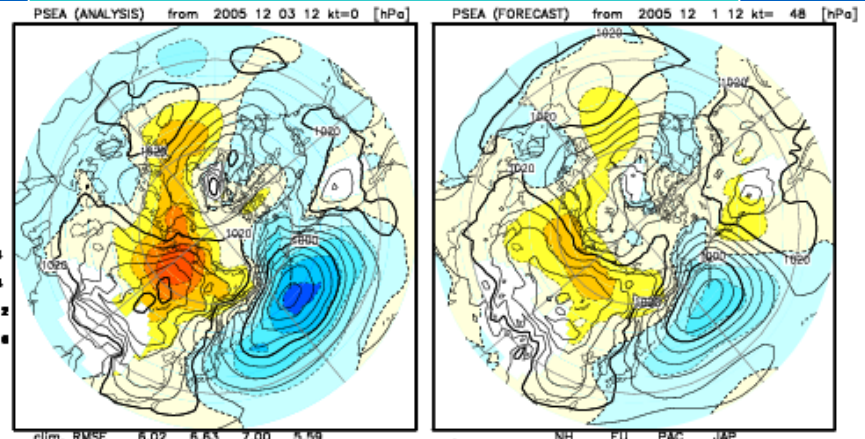 PSEA (ANALYSIS) from 2005 12 03 12 kt=0 [hPa]
PSEA (FORECAST) from 2005 12 1 12 kt= 48 [hPa]
1020
1020
1020
1000
1020
1020
1020
1020
1020
1000
1020
clim RMSE 6.02 6.63 7.00 5.59
NH EU PAC JAP